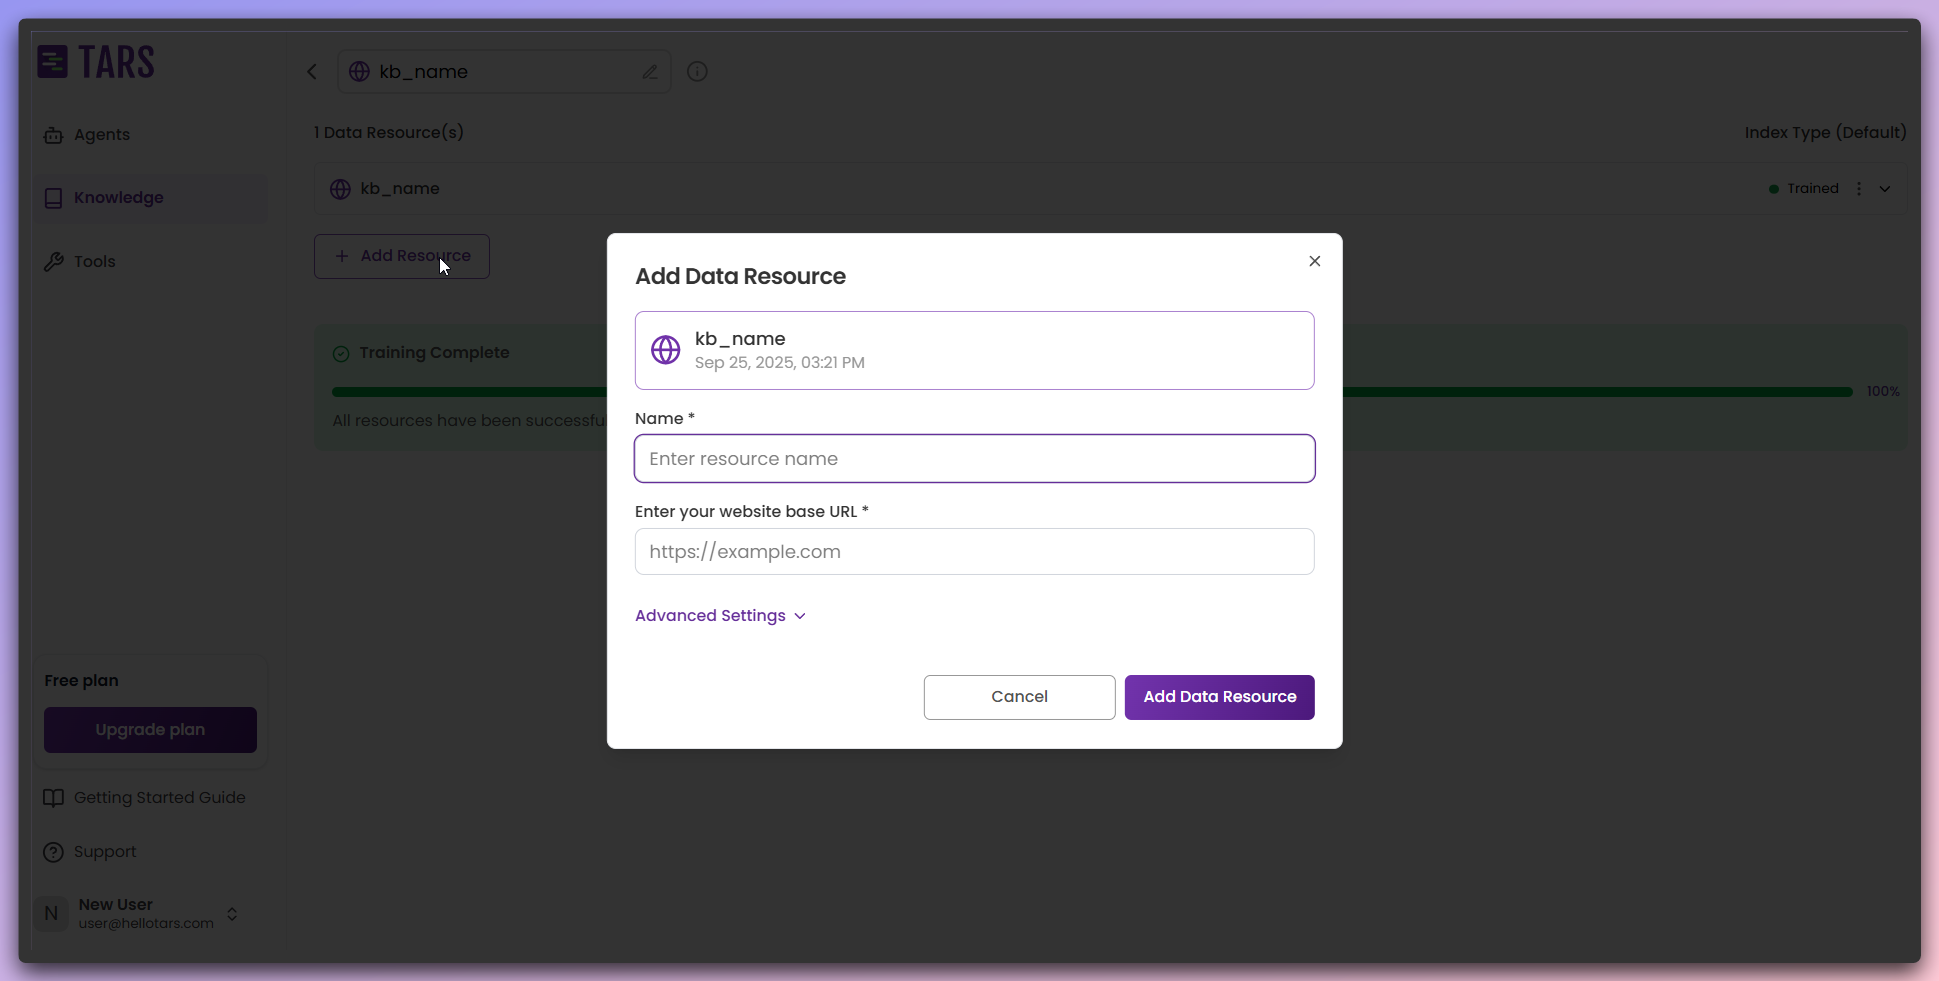 TARS
kb_name
Agents
1 Data Resource(s)
Index Type (Default)
Knowledge
kb_name
Trained
Tools
+ Add Resource
Add Data Resource
kb_name
Sep 25, 2025, 03:21 PM
Training Complete
100%
All resources have been successfu
Name *
Enter resource name
Enter your website base URL *
https://example.com
Advanced Settings
Cancel
Add Data Resource
Free plan
Upgrade plan
Getting Started Guide
Support
N
New User
user@hellotars.com